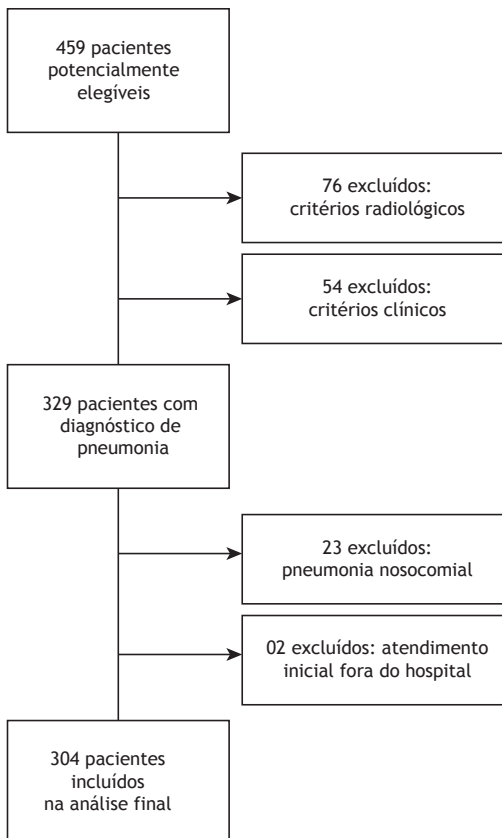 459 pacientes
potencialmente
elegíveis
76 excluídos:
critérios radiológicos
54 excluídos:
critérios clínicos
329 pacientes com
diagnóstico de
pneumonia
23 excluídos:
pneumonia nosocomial
02 excluídos: atendimento
inicial fora do hospital
304 pacientes
incluídos
na análise final